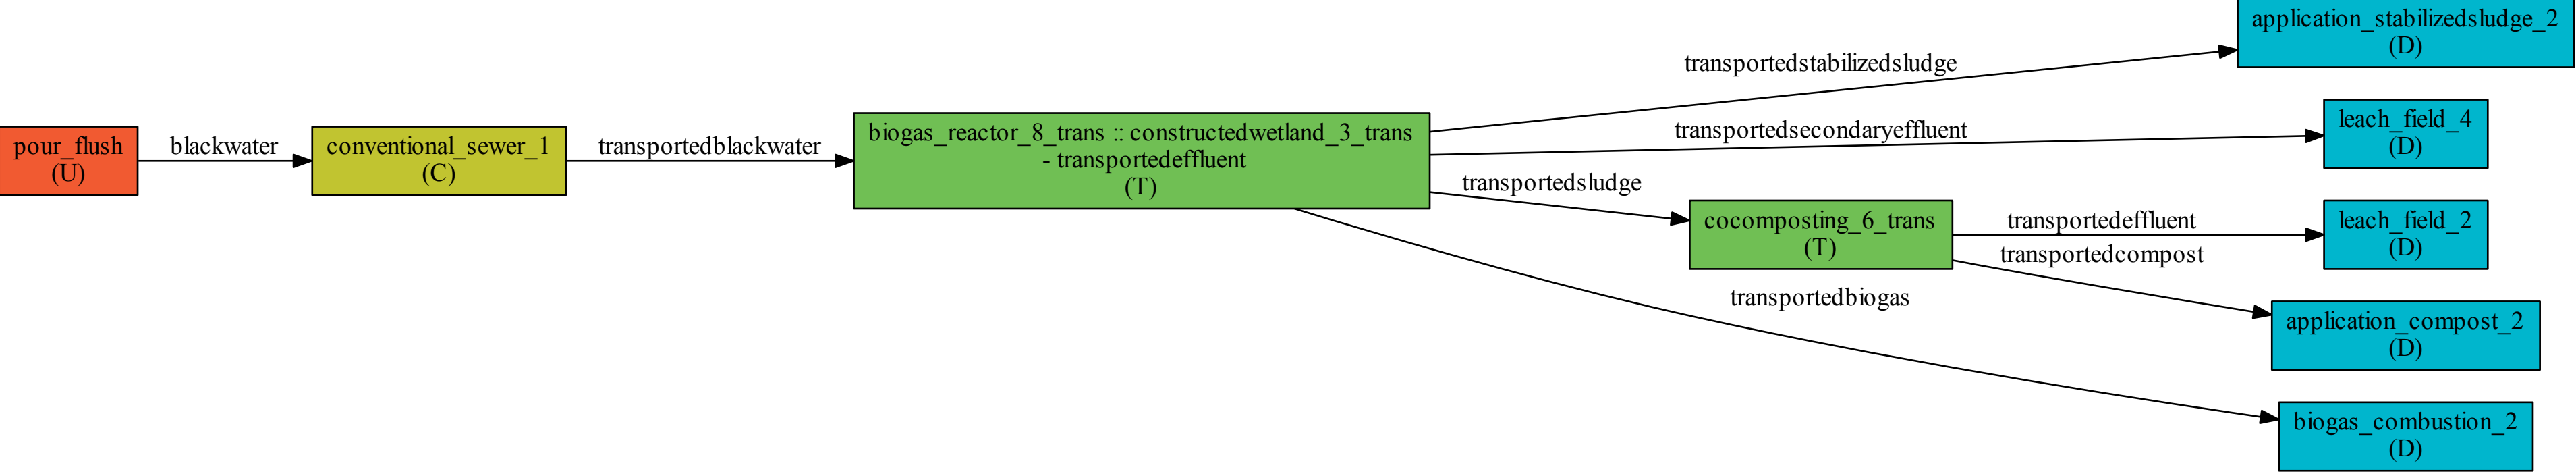 pour_flush
(U)
blackwater
conventional_sewer_1
(C)
transportedblackwater
biogas_reactor_8_trans :: constructedwetland_3_trans
- transportedeffluent
(T)
transportedstabilizedsludge
transportedsecondaryeffluent
transportedsludge
transportedbiogas
cocomposting_6_trans
(T)
transportedeffluent
transportedcompost
application_stabilizedsludge_2
(D)
leach_field_4
(D)
leach_field_2
(D)
application_compost_2
(D)
biogas_combustion_2
(D)